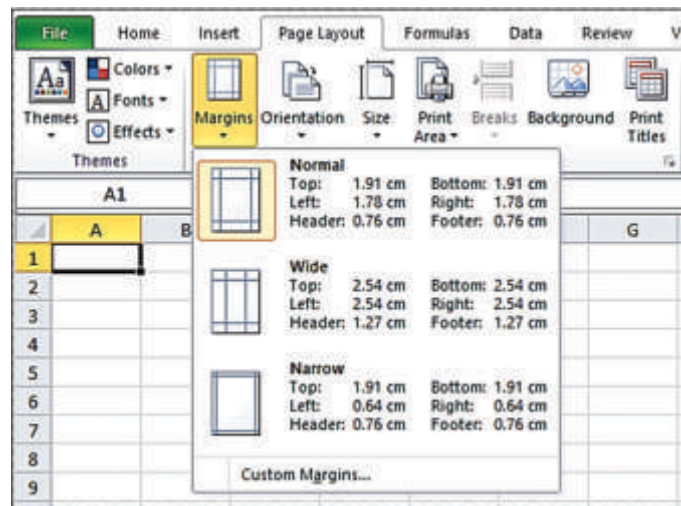 File Home Insert Page Layout Formulas Data Review V
Aa Colors
A Fonts
Effects
Themes
Margins Orientation Size Print Area Breaks Background Print Titles
Themes
A1
A B G
1
2
3
4
5
6
7
8
9
Normal
Top: 1.91 cm Bottom: 1.91 cm
Left: 1.78 cm Right: 1.78 cm
Header: 0.76 cm Footer: 0.76 cm
Wide
Top: 2.54 cm Bottom: 2.54 cm
Left: 2.54 cm Right: 2.54 cm
Header: 1.27 cm Footer: 1.27 cm
Narrow
Top: 1.91 cm Bottom: 1.91 cm
Left: 0.64 cm Right: 0.64 cm
Header: 0.76 cm Footer: 0.76 cm
Custom Margins...